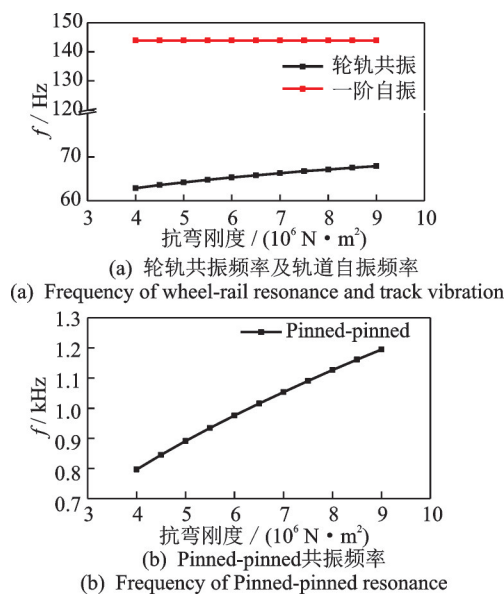 150
140
130
120
70
60
f / Hz
轮轨共振
一阶自振
3 4 5 6 7 8 9 10
抗弯刚度 / (10⁶ N·m²)
(a) 轮轨共振频率及轨道自振频率
(a) Frequency of wheel-rail resonance and track vibration
1.3
1.2
1.1
1.0
0.9
0.8
0.7
f / kHz
Pinned-pinned
3 4 5 6 7 8 9 10
抗弯刚度 / (10⁶ N·m²)
(b) Pinned-pinned共振频率
(b) Frequency of Pinned-pinned resonance